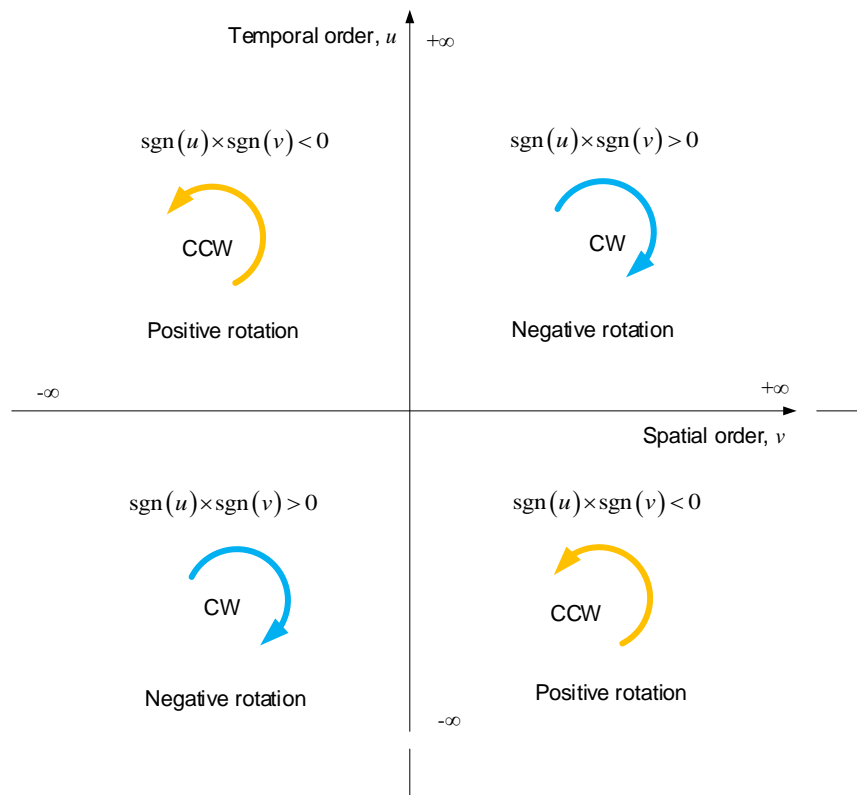 Temporal order, u
+∞
sgn(u)×sgn(v)<0
sgn(u)×sgn(v)>0
CCW
CW
Positive rotation
Negative rotation
-∞
+∞
Spatial order, v
sgn(u)×sgn(v)>0
sgn(u)×sgn(v)<0
CW
CCW
Negative rotation
Positive rotation
-∞